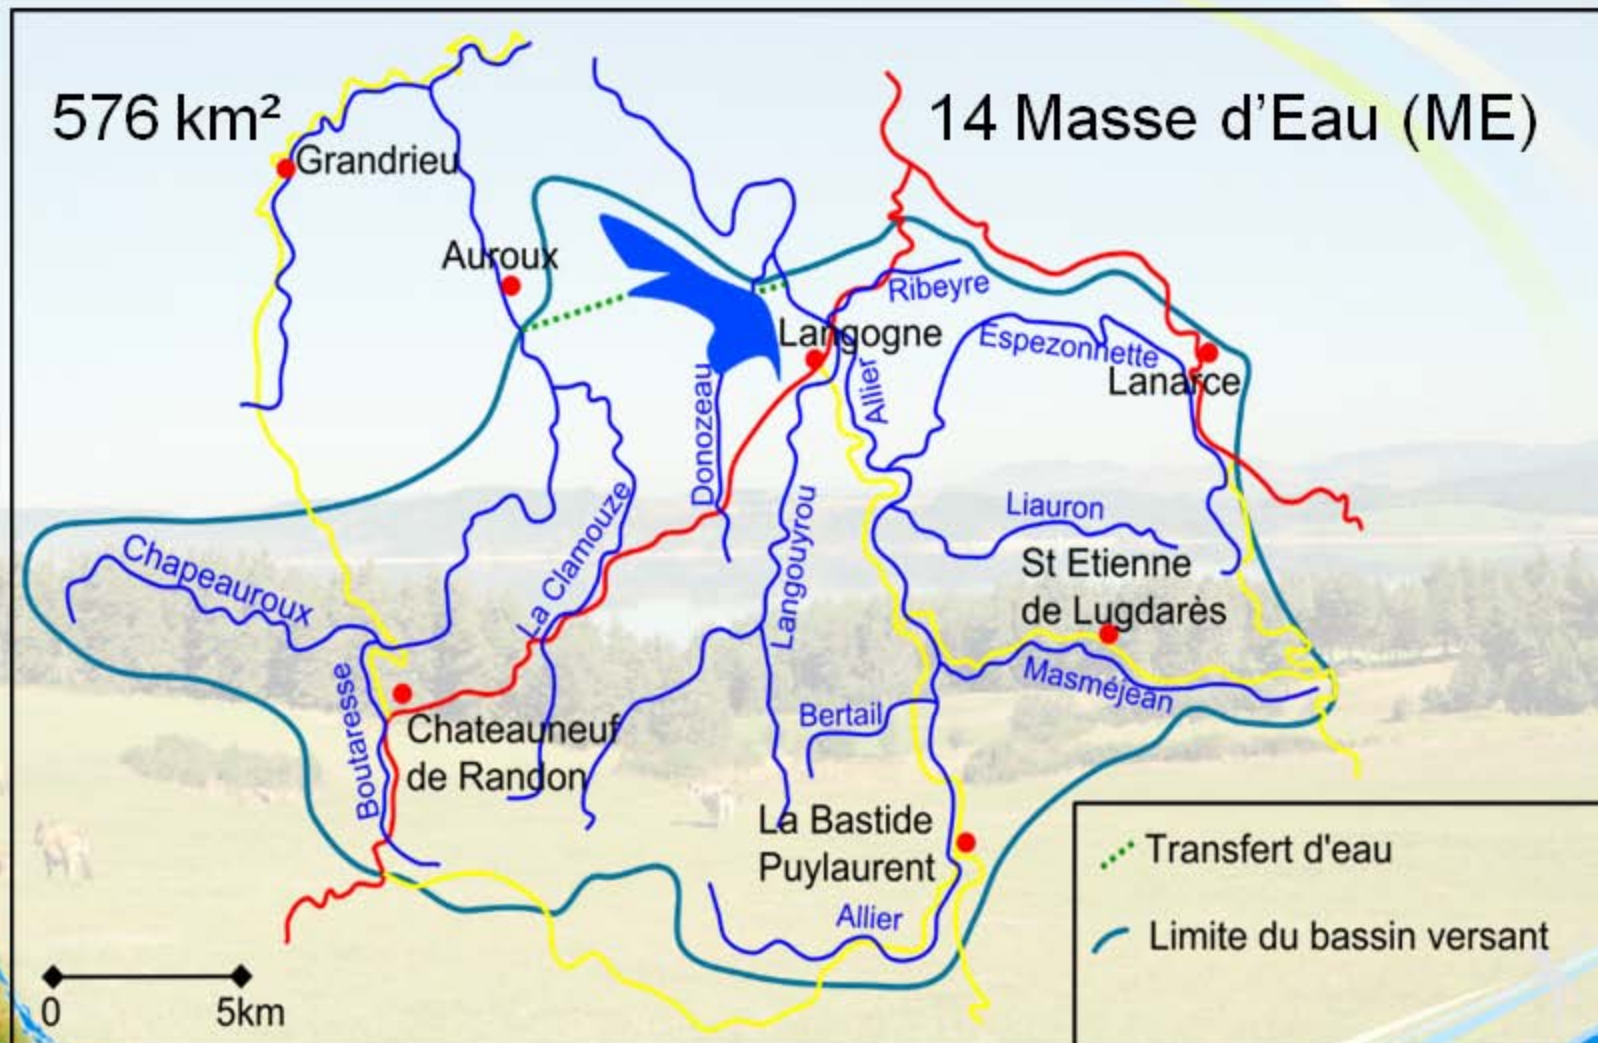 576 km²
14 Masse d'Eau (ME)
Grandrieu
Auroux
Ribeyre
Langogne
Espezonnette
Lanarce
Allier
Donozeau
Langouyrou
La Clamouze
Liauron
Chapeauroux
St Etienne
de Lugdarès
Masméjean
Boutaresse
Bertail
Chateauneuf
de Randon
La Bastide
Puylaurent
Allier
Transfert d'eau
Limite du bassin versant
0 5km